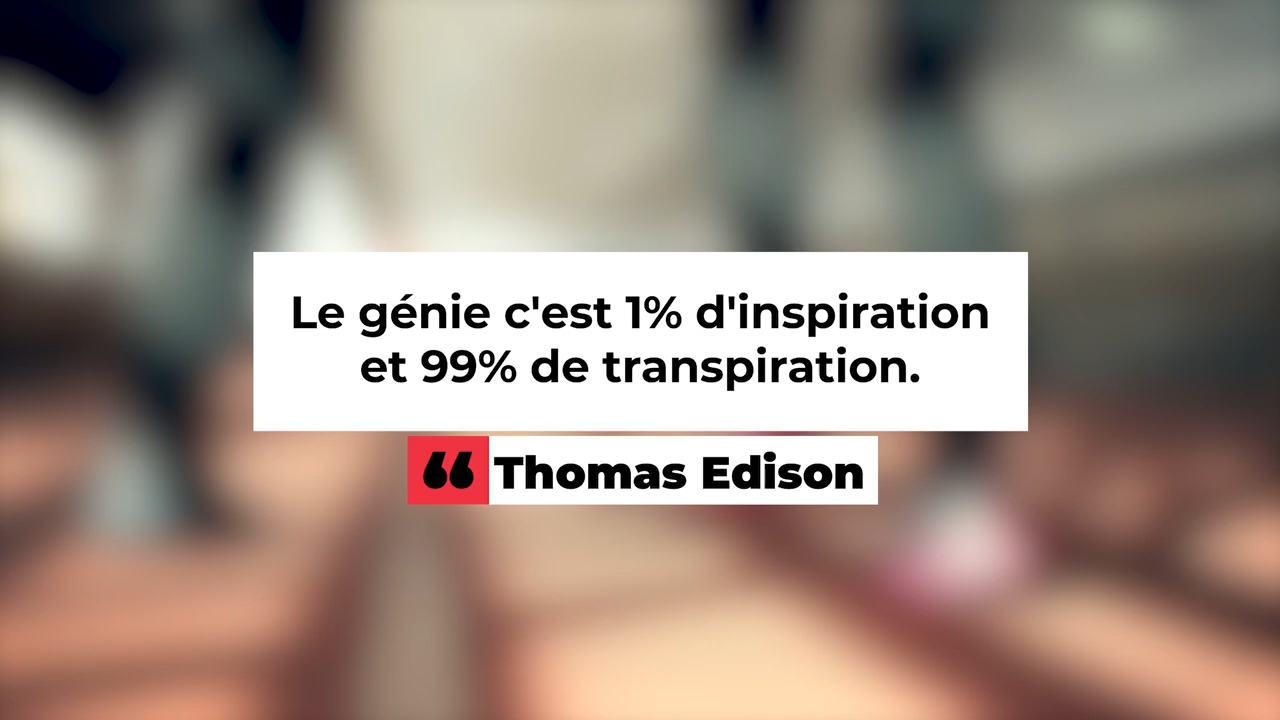 Le génie c'est 1% d'inspiration
et 99% de transpiration.
❝ Thomas Edison